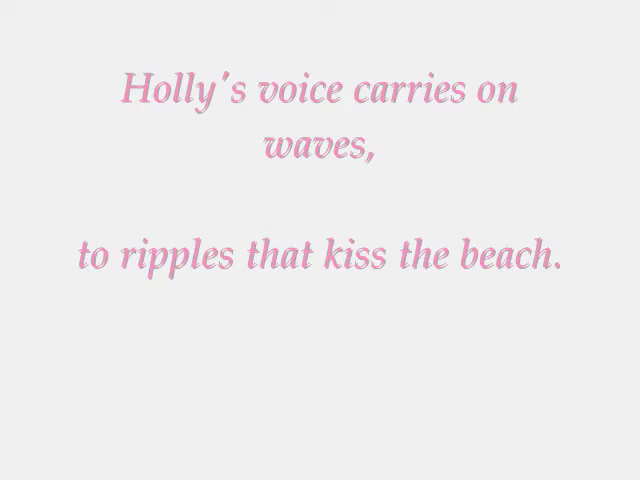 Holly's voice carries on
waves,
to ripples that kiss the beach.